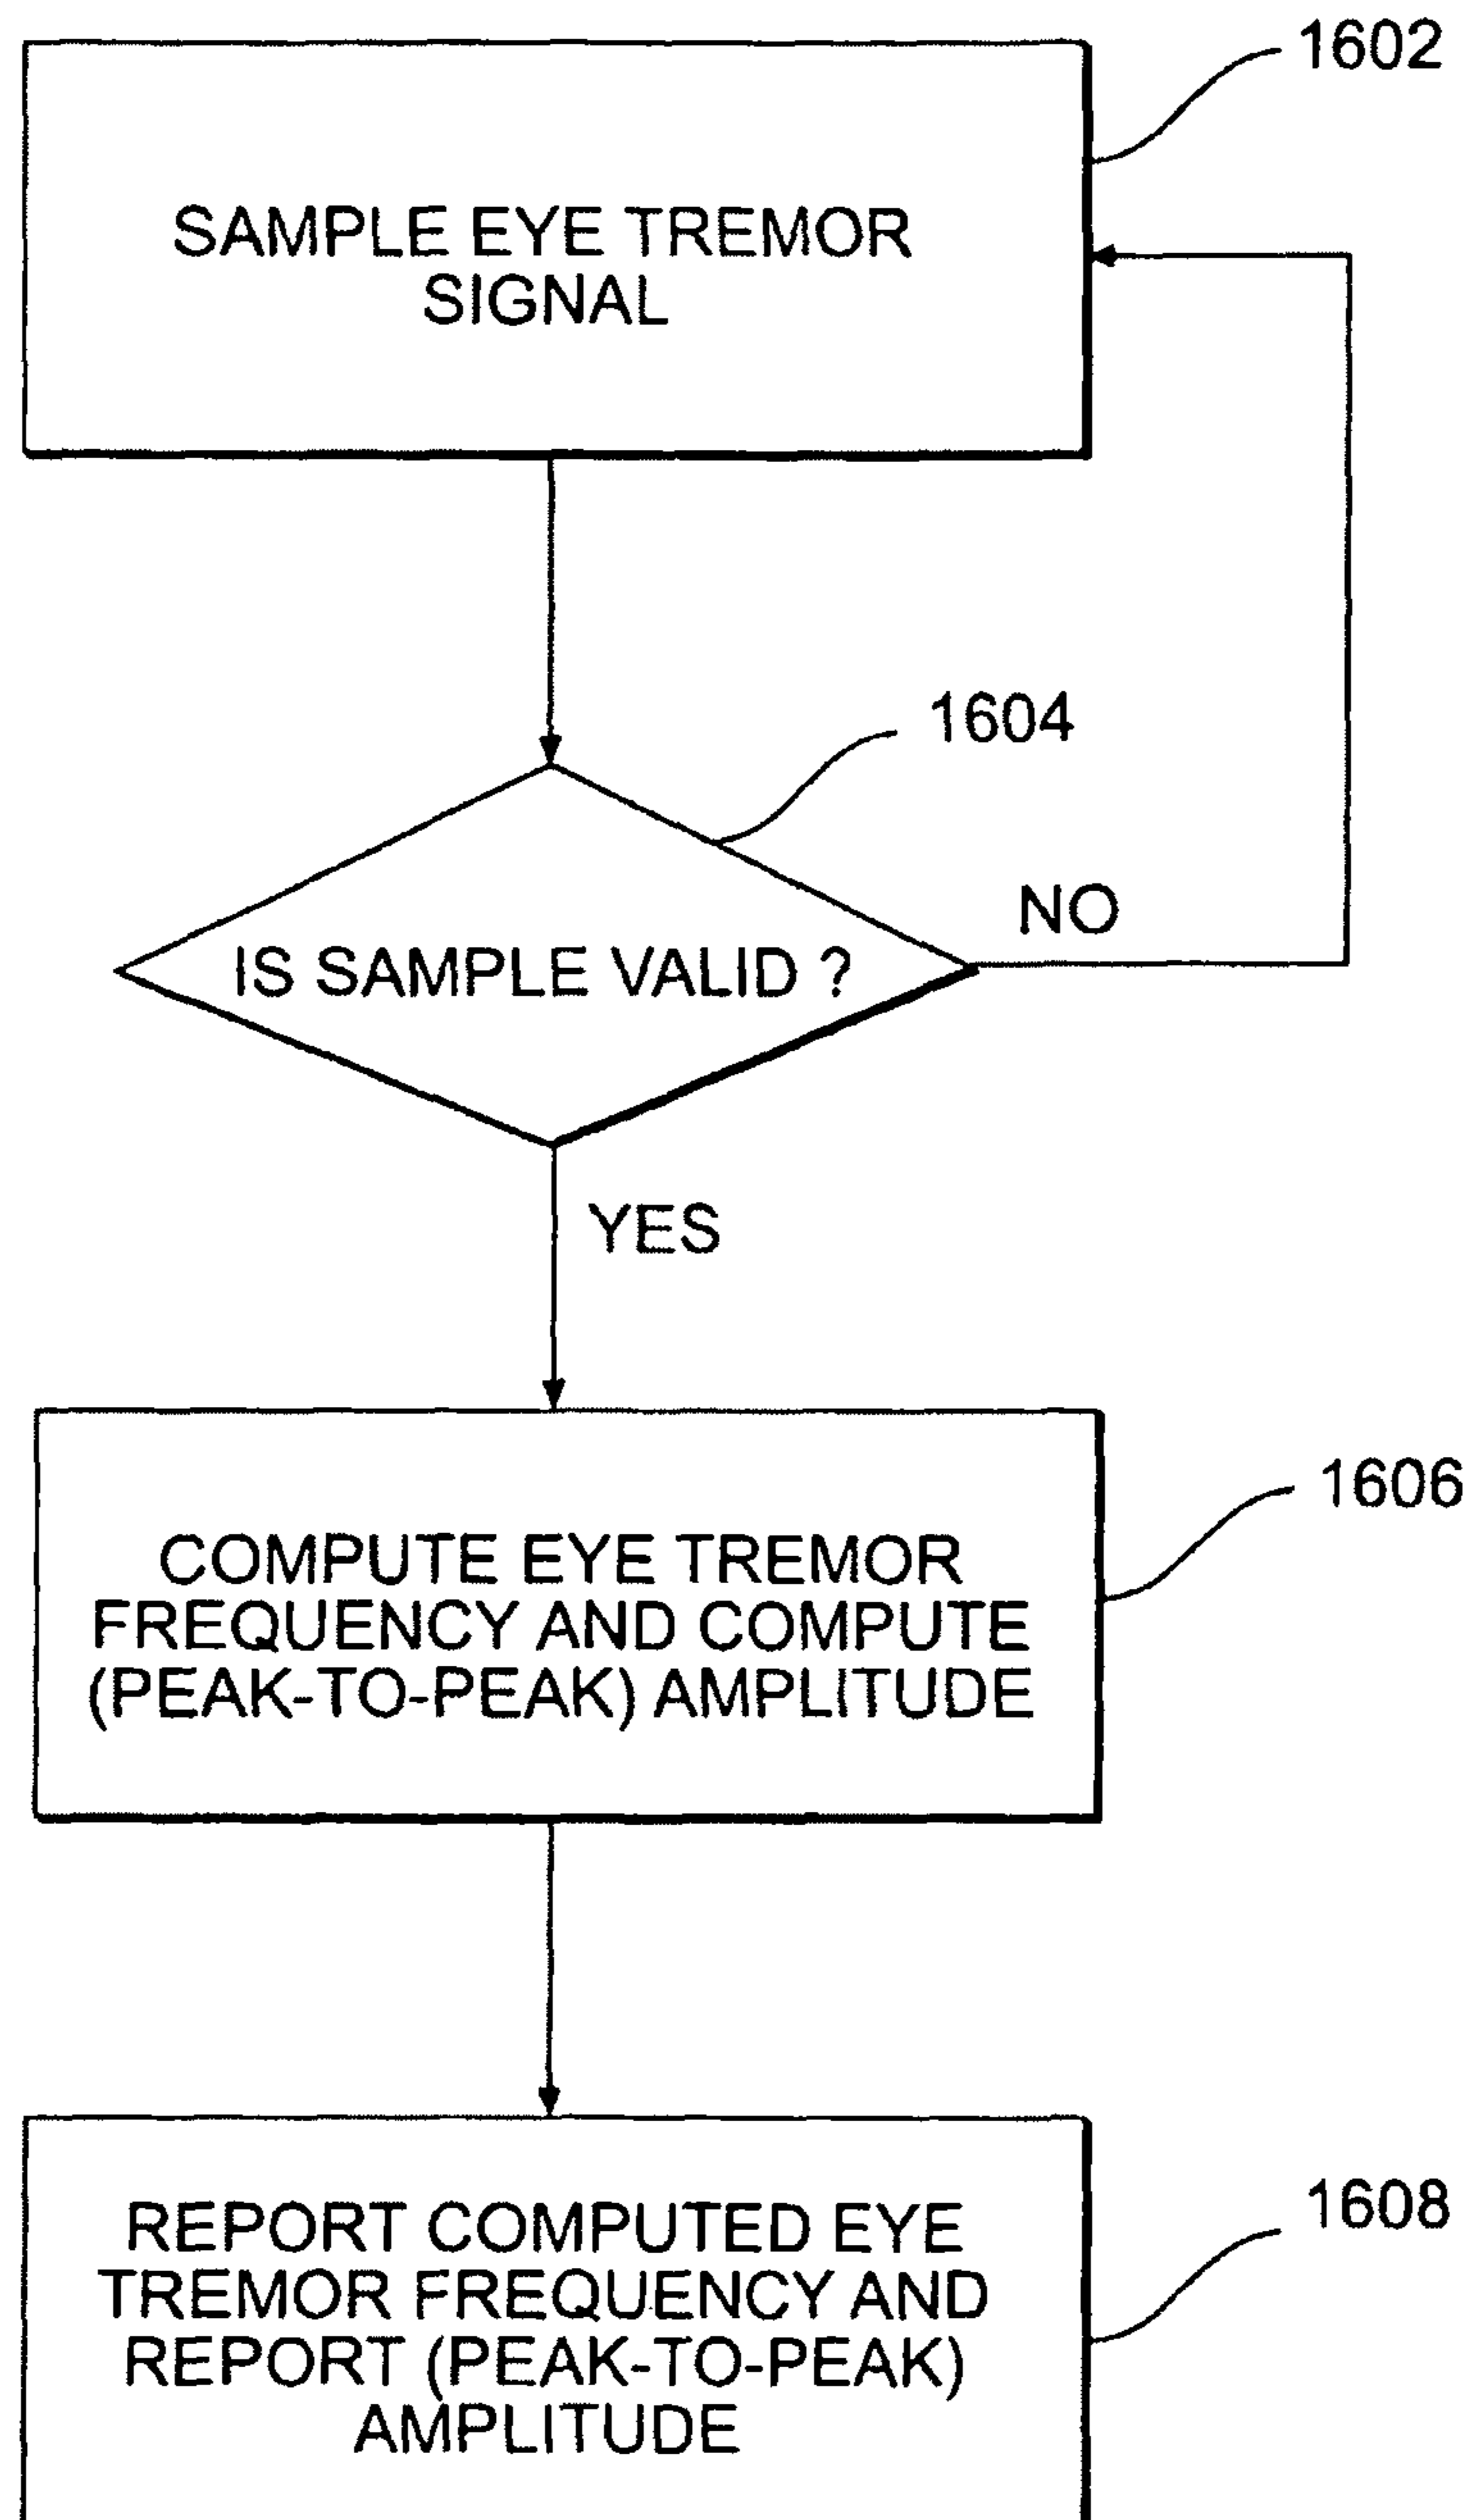 1602
SAMPLE EYE TREMOR
SIGNAL
1604
NO
IS SAMPLE VALID ?
YES
1606
COMPUTE EYE TREMOR
FREQUENCY AND COMPUTE
(PEAK-TO-PEAK) AMPLITUDE
1608
REPORT COMPUTED EYE
TREMOR FREQUENCY AND
REPORT (PEAK-TO-PEAK)
AMPLITUDE